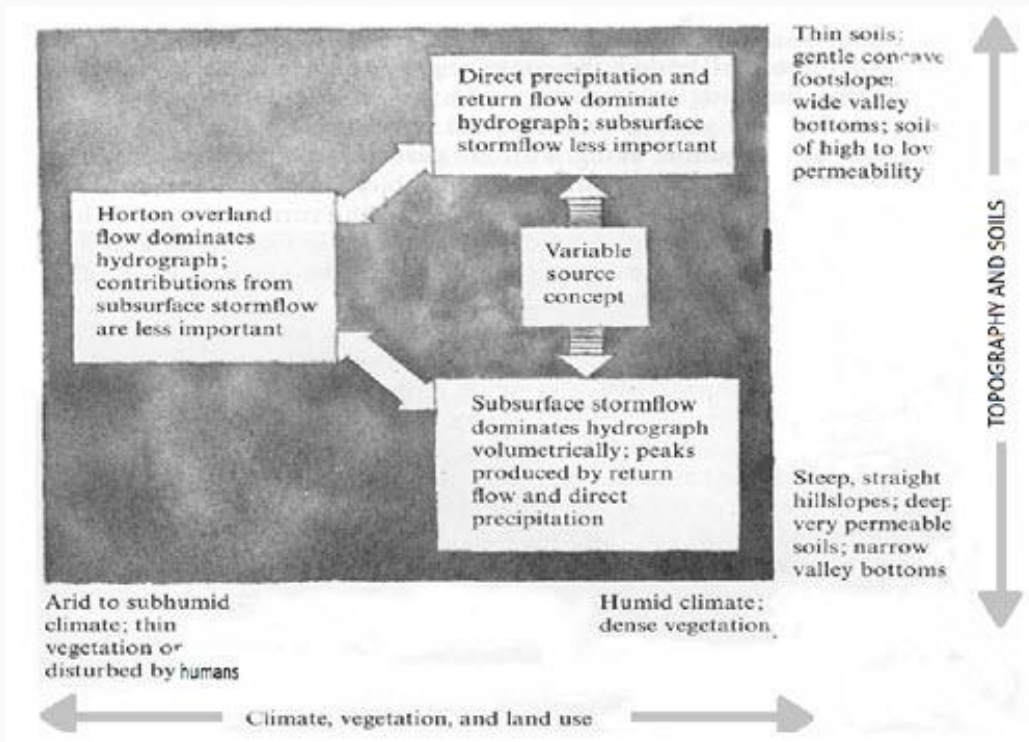 Direct precipitation and
return flow dominate
hydrograph; subsurface
stormflow less important
Horton overland
flow dominates
hydrograph;
contributions from
subsurface stormflow
are less important
Variable
source
concept
Subsurface stormflow
dominates hydrograph
volumetrically; peaks
produced by return
flow and direct
precipitation
Thin soils;
gentle concave
footslopes;
wide valley
bottoms; soils
of high to low
permeability
TOPOGRAPHY AND SOILS
Steep, straight
hillslopes; deep,
very permeable
soils; narrow
valley bottoms
Arid to subhumid
climate; thin
vegetation or
disturbed by humans
Humid climate;
dense vegetation
Climate, vegetation, and land use